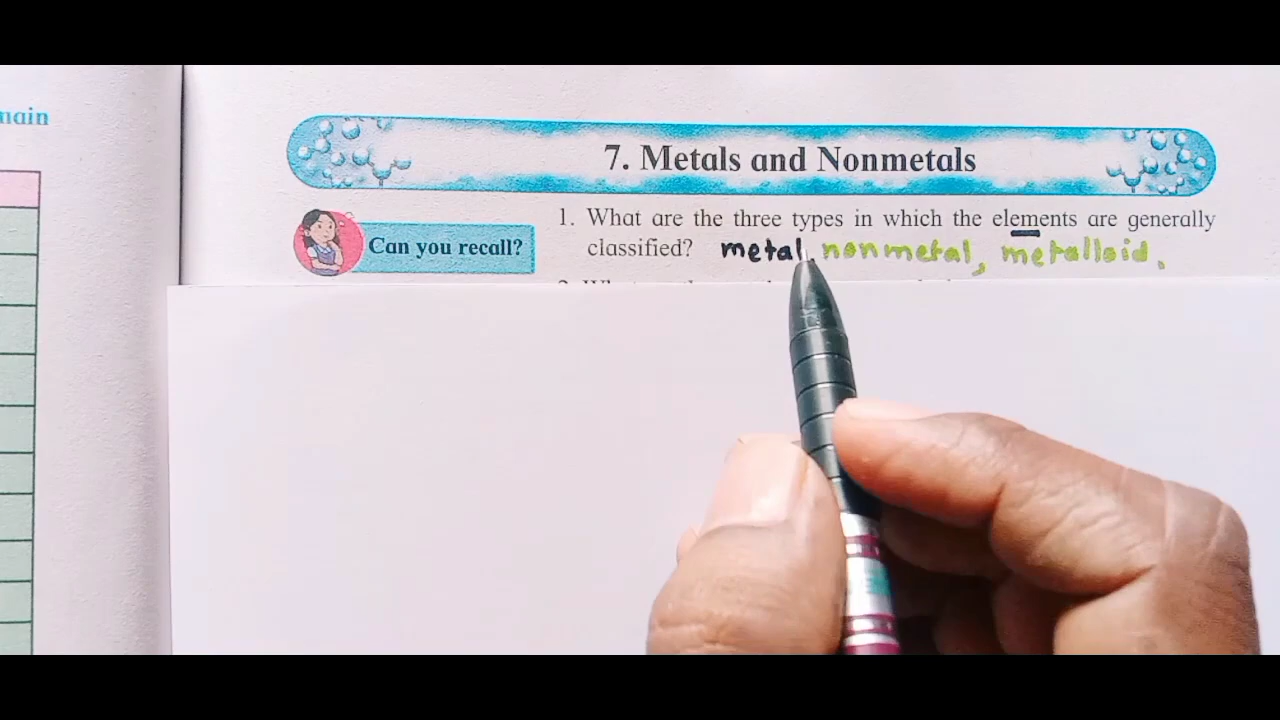 main
7. Metals and Nonmetals
Can you recall?
1. What are the three types in which the elements are generally
classified? metal, nonmetal, metalloid.